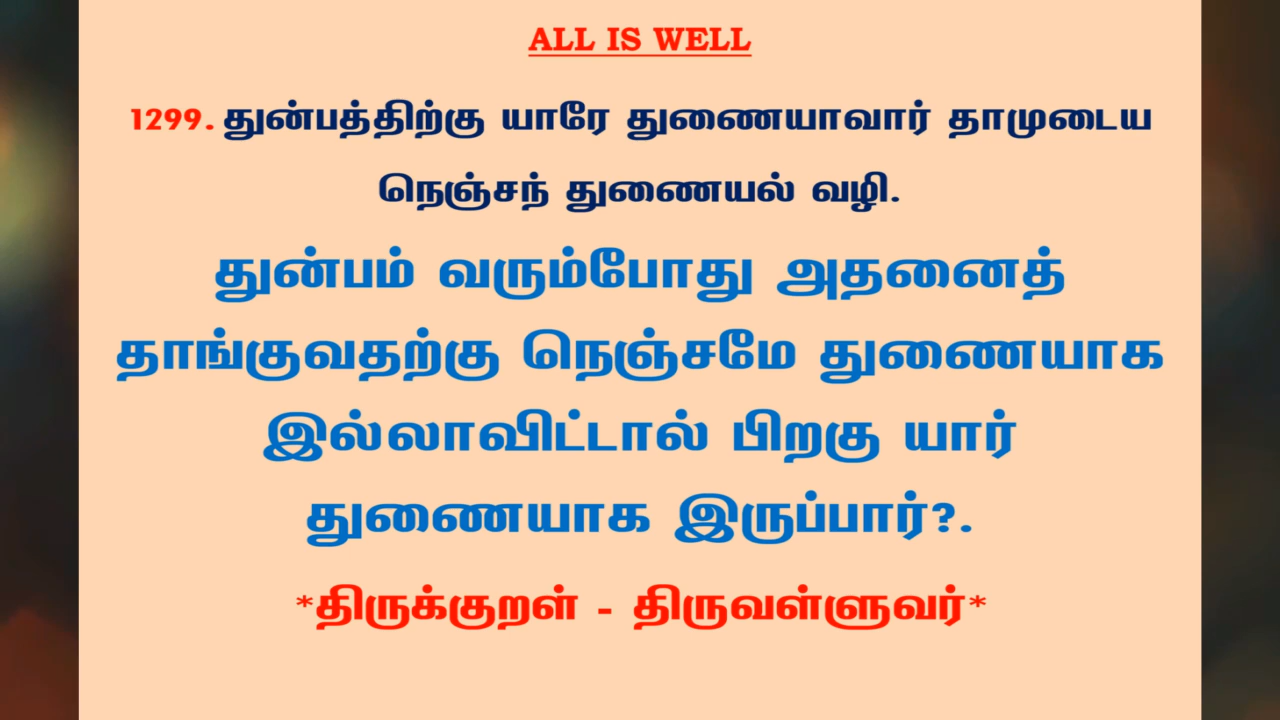 ALL IS WELL
1299. துன்பத்திற்கு யாரே துணையாவார் தாமுடைய
நெஞ்சந் துணையல் வழி.
துன்பம் வரும்போது அதனைத்
தாங்குவதற்கு நெஞ்சமே துணையாக
இல்லாவிட்டால் பிறகு யார்
துணையாக இருப்பார்?.
*திருக்குறள் - திருவள்ளுவர்*